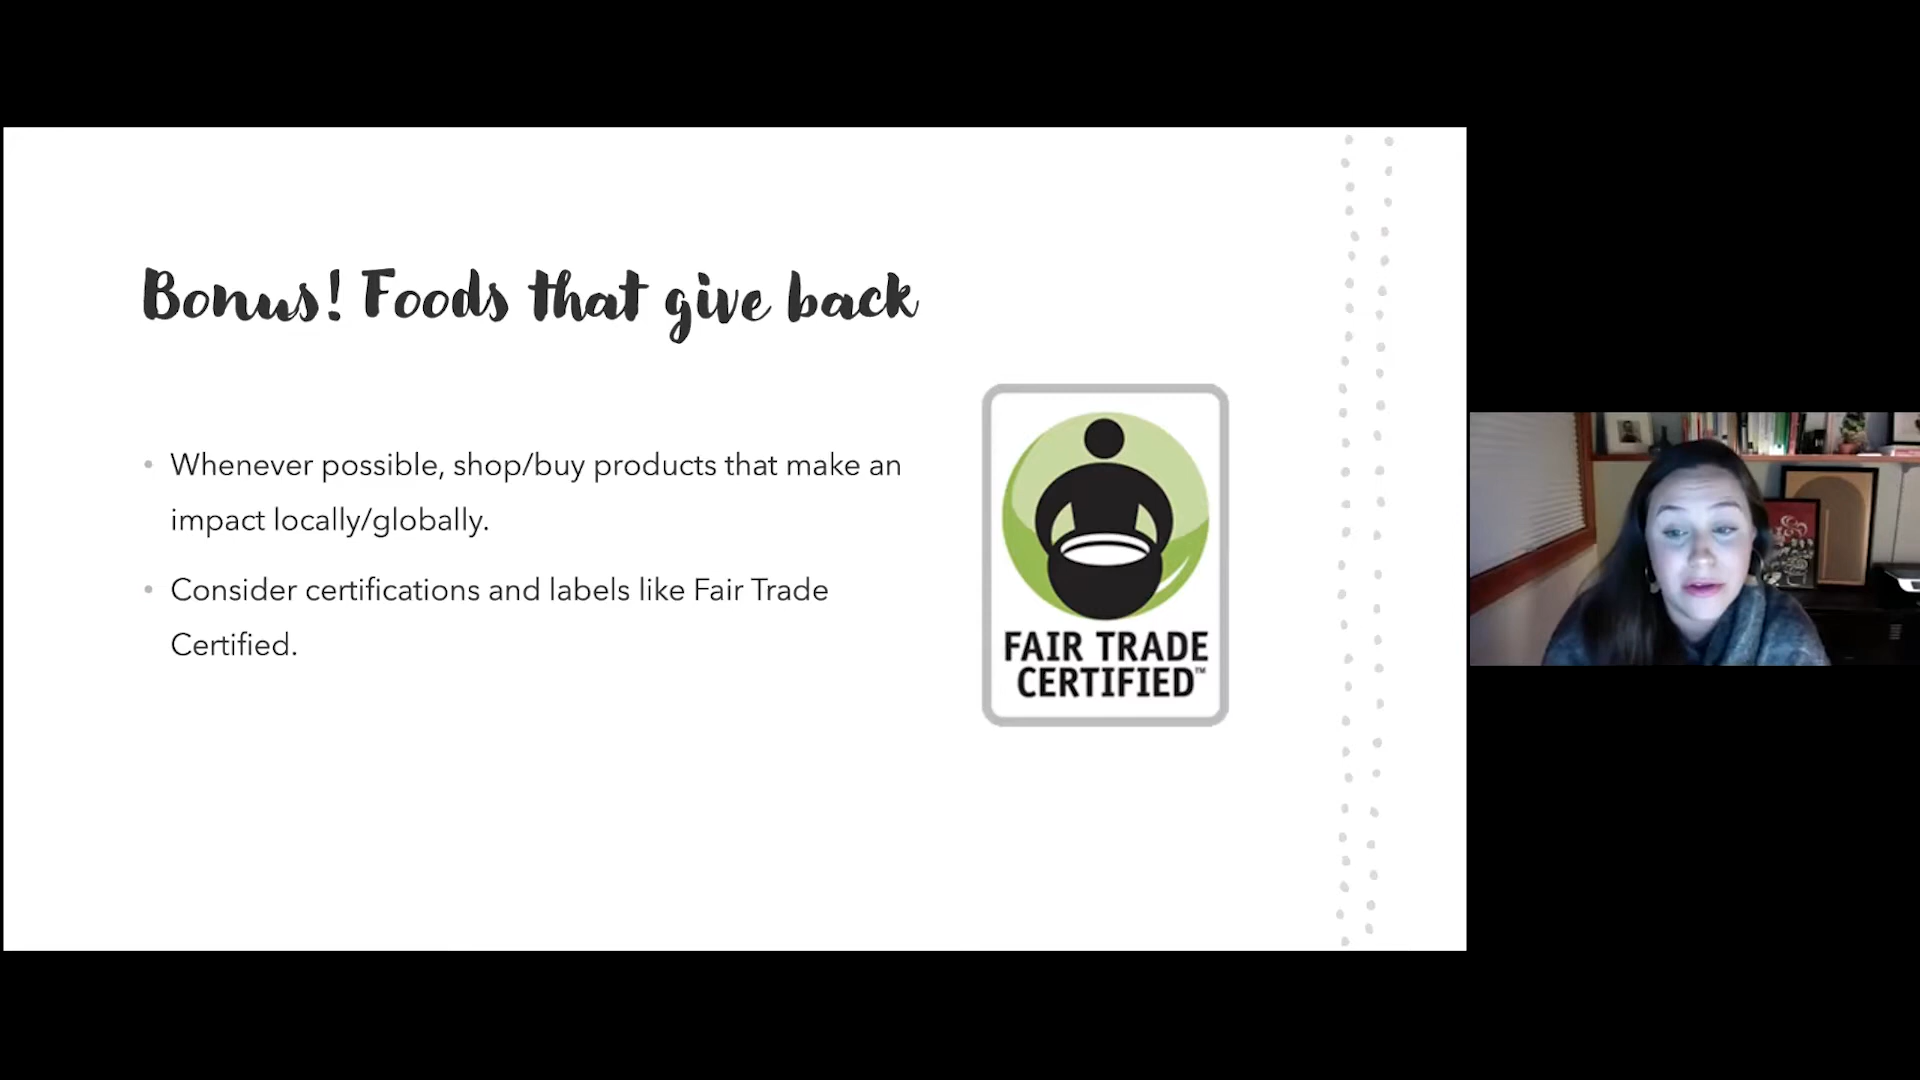 Bonus! Foods that give back
• Whenever possible, shop/buy products that make an
impact locally/globally.
• Consider certifications and labels like Fair Trade
Certified.
FAIR TRADE
CERTIFIED™